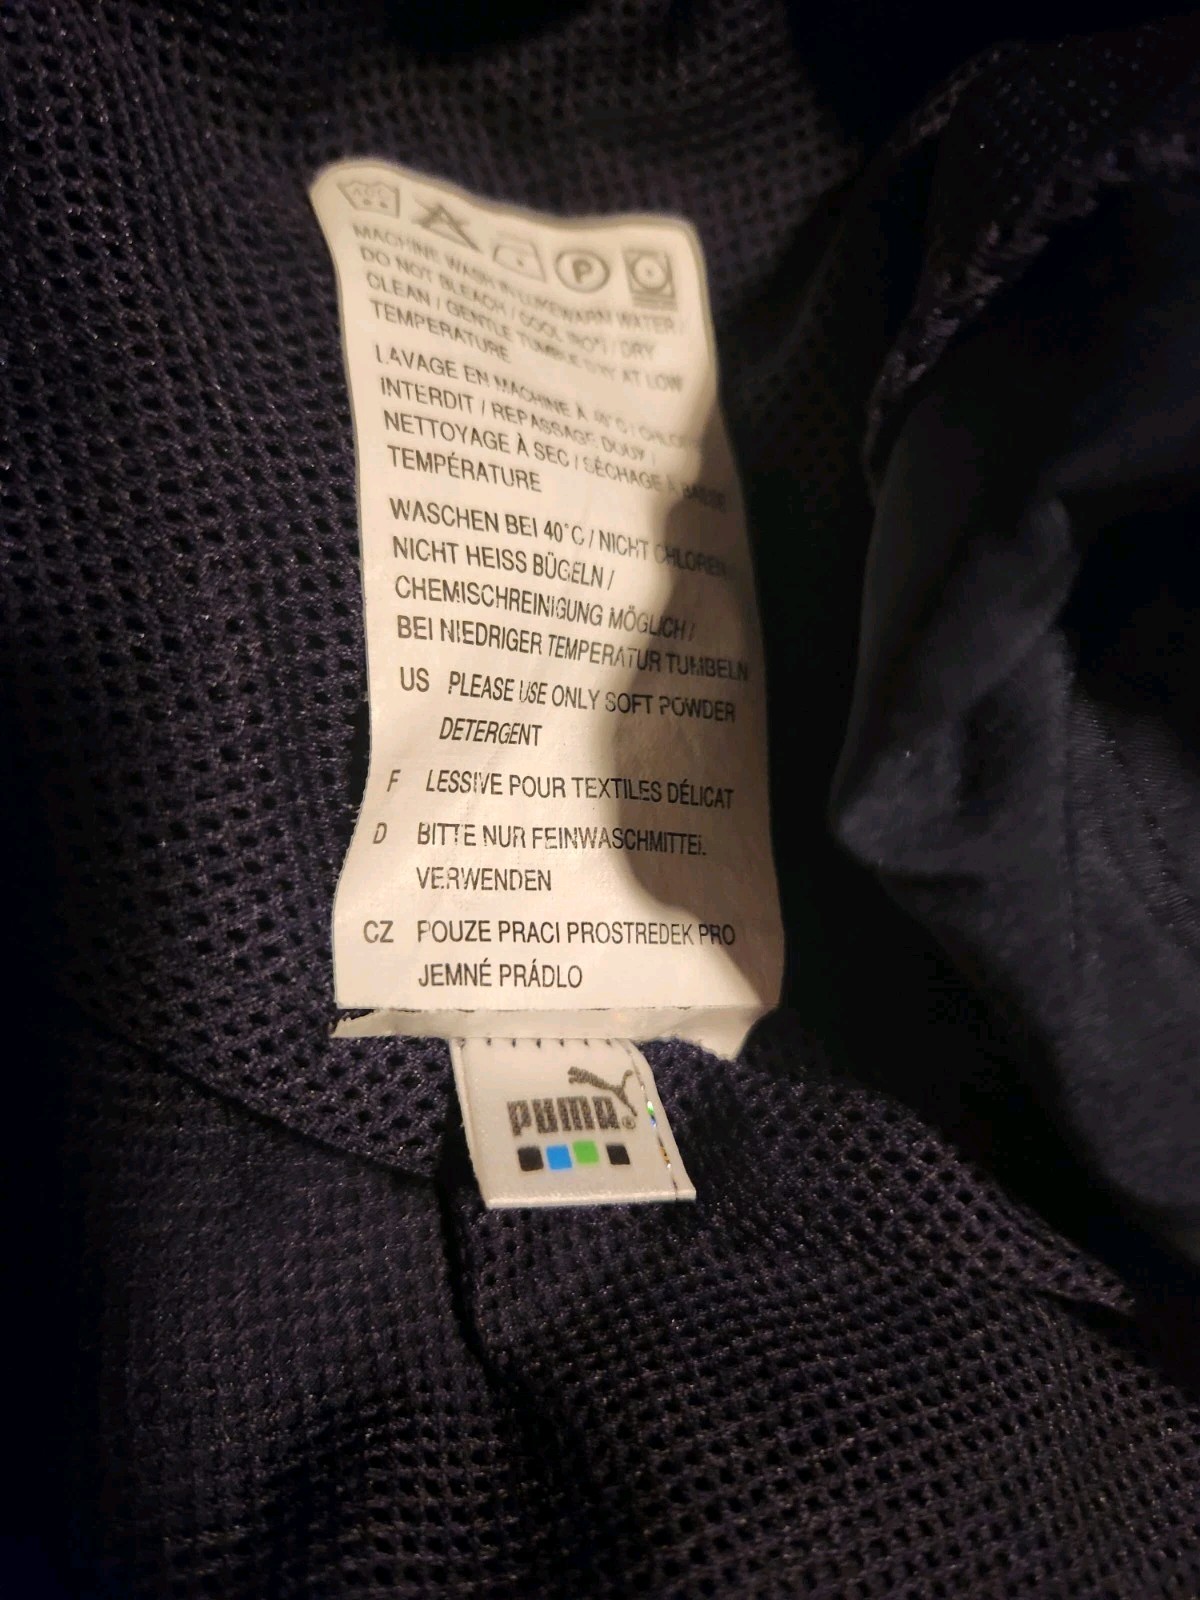 40°C
P
MACHINE WASH IN LUKEWARM WATER /
DO NOT BLEACH / COOL IRON / DRY
CLEAN / GENTLE TUMBLE DRY AT LOW
TEMPERATURE
LAVAGE EN MACHINE À 40°C / CHLORE
INTERDIT / REPASSAGE DOUX /
NETTOYAGE À SEC / SÉCHAGE À BASSE
TEMPÉRATURE
WASCHEN BEI 40°C / NICHT CHLOREN /
NICHT HEISS BÜGELN /
CHEMISCHREINIGUNG MÖGLICH /
BEI NIEDRIGER TEMPERATUR TUMBELN
US PLEASE USE ONLY SOFT POWDER
DETERGENT
F LESSIVE POUR TEXTILES DÉLICAT
D BITTE NUR FEINWASCHMITTEL
VERWENDEN
CZ POUZE PRACI PROSTREDEK PRO
JEMNÉ PRÁDLO
PUMA®